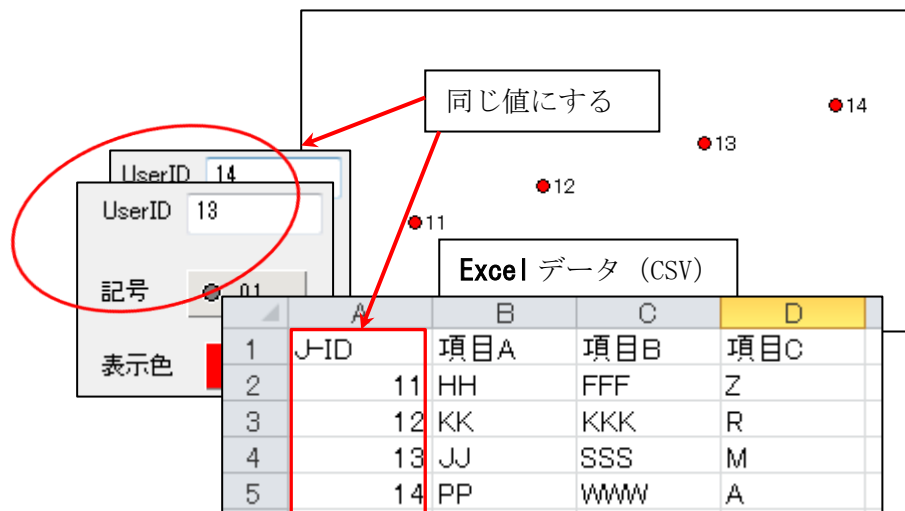 同じ値にする
14
13
12
11
UserID 14
UserID 13
記号 01
表示色
Excel データ (CSV)
A B C D
1 J-ID 項目A 項目B 項目C
2 11 HH FFF Z
3 12 KK KKK R
4 13 JJ SSS M
5 14 PP WWW A